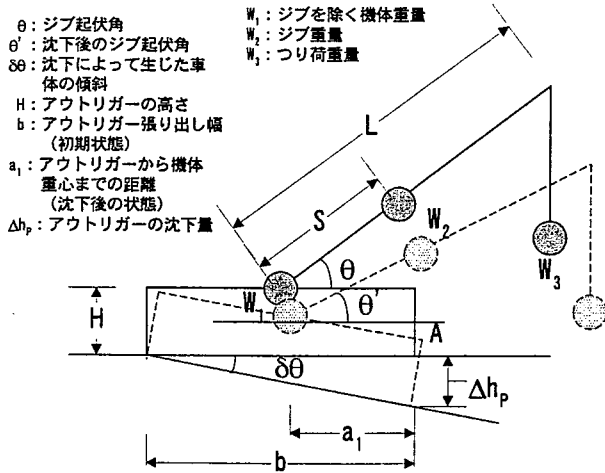 θ：ジブ起伏角
θ'：沈下後のジブ起伏角
δθ：沈下によって生じた車
体の傾斜
H：アウトリガーの高さ
b：アウトリガー張り出し幅
（初期状態）
a₁：アウトリガーから機体
重心までの距離
（沈下後の状態）
Δhₚ：アウトリガーの沈下量
W₁：ジブを除く機体重量
W₂：ジブ重量
W₃：つり荷重量
L
S
W₂
θ
W₃
W₁
θ'
H
A
δθ
Δhₚ
a₁
b